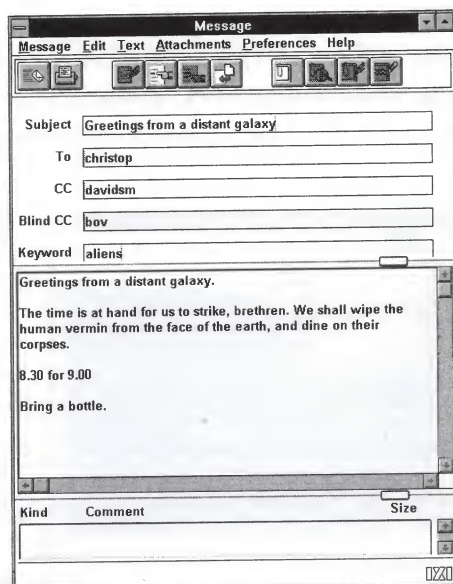 Message
Message Edit Text Attachments Preferences Help
Subject Greetings from a distant galaxy
To christop
CC davidsm
Blind CC bov
Keyword aliens
Greetings from a distant galaxy.
The time is at hand for us to strike, brethren. We shall wipe the
human vermin from the face of the earth, and dine on their
corpses.
8.30 for 9.00
Bring a bottle.
Kind Comment Size